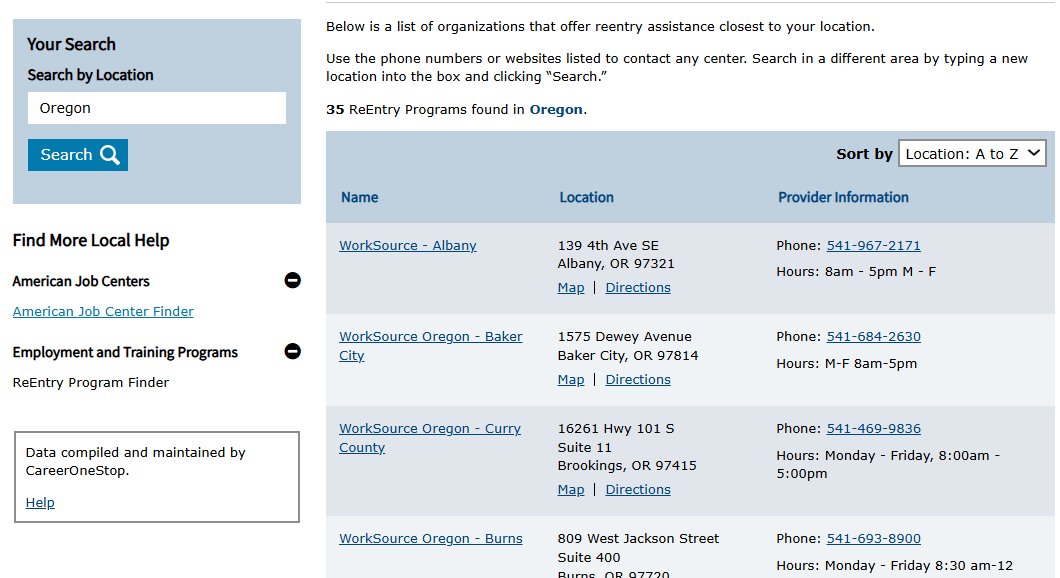 Your Search
Search by Location
Oregon
Search
Find More Local Help
American Job Centers
American Job Center Finder
Employment and Training Programs
ReEntry Program Finder
Data compiled and maintained by
CareerOneStop.
Help
Below is a list of organizations that offer reentry assistance closest to your location.
Use the phone numbers or websites listed to contact any center. Search in a different area by typing a new
location into the box and clicking “Search.”
35 ReEntry Programs found in Oregon.
Sort by Location: A to Z
Name Location Provider Information
WorkSource - Albany
139 4th Ave SE
Albany, OR 97321
Map | Directions
Phone: 541-967-2171
Hours: 8am - 5pm M - F
WorkSource Oregon - Baker
City
1575 Dewey Avenue
Baker City, OR 97814
Map | Directions
Phone: 541-684-2630
Hours: M-F 8am-5pm
WorkSource Oregon - Curry
County
16261 Hwy 101 S
Suite 11
Brookings, OR 97415
Map | Directions
Phone: 541-469-9836
Hours: Monday - Friday, 8:00am -
5:00pm
WorkSource Oregon - Burns
809 West Jackson Street
Suite 400
Burns, OR 97720
Phone: 541-693-8900
Hours: Monday - Friday 8:30 am-12